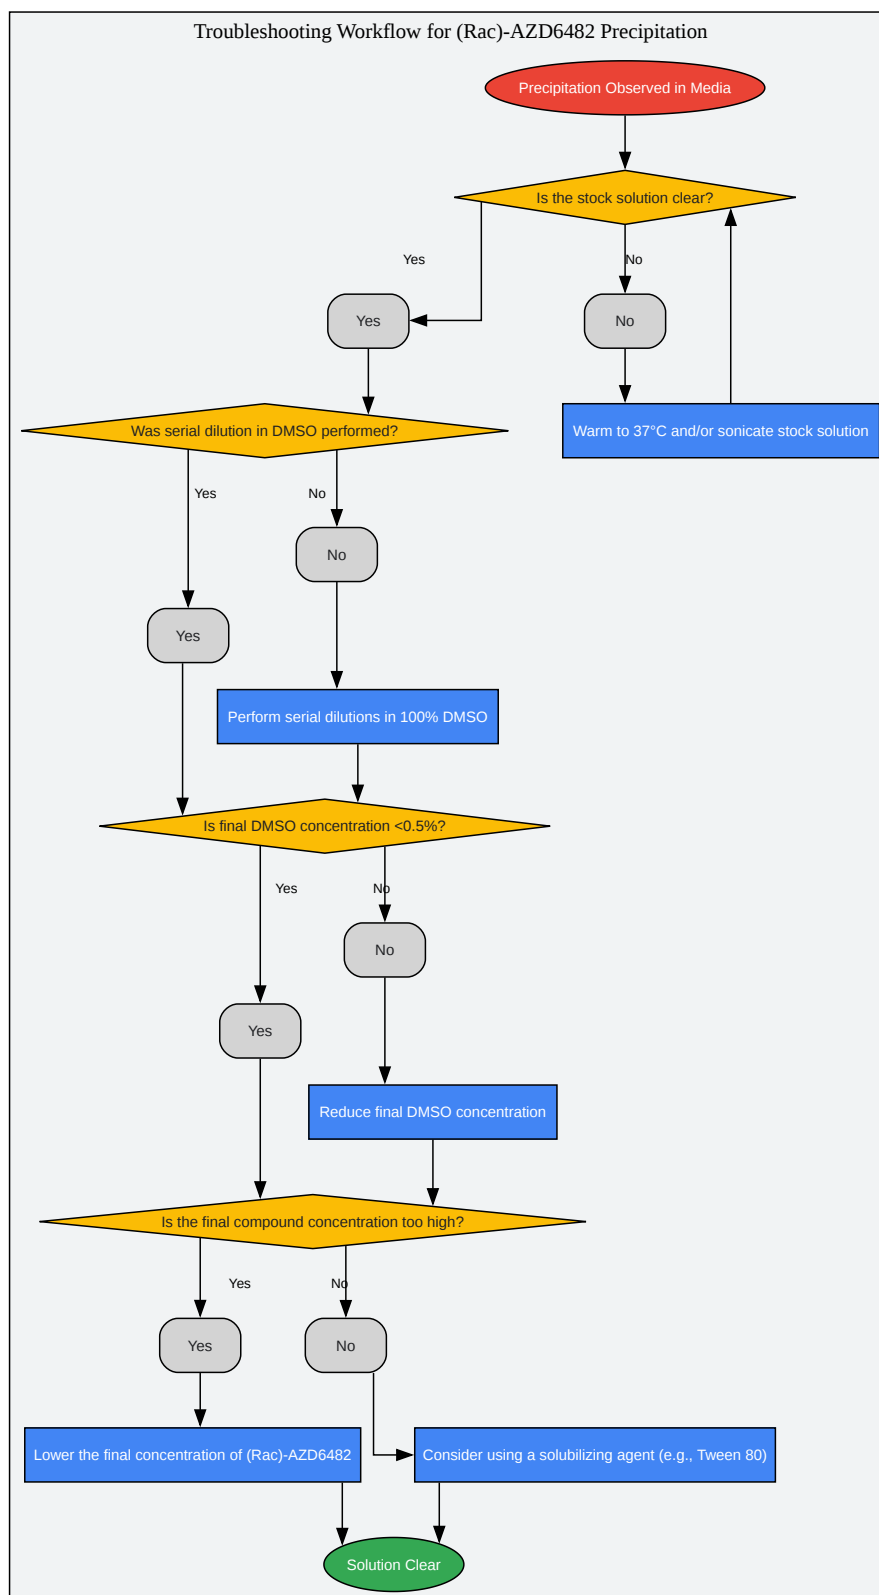 Troubleshooting Workflow for (Rac)-AZD6482 Precipitation
Precipitation Observed in Media
Is the stock solution clear?
Yes
No
Yes
No
Was serial dilution in DMSO performed?
Warm to 37°C and/or sonicate stock solution
Yes
No
No
Yes
Perform serial dilutions in 100% DMSO
Is final DMSO concentration <0.5%?
Yes
No
No
Yes
Reduce final DMSO concentration
Is the final compound concentration too high?
Yes
No
Yes
No
Lower the final concentration of (Rac)-AZD6482
Consider using a solubilizing agent (e.g., Tween 80)
Solution Clear